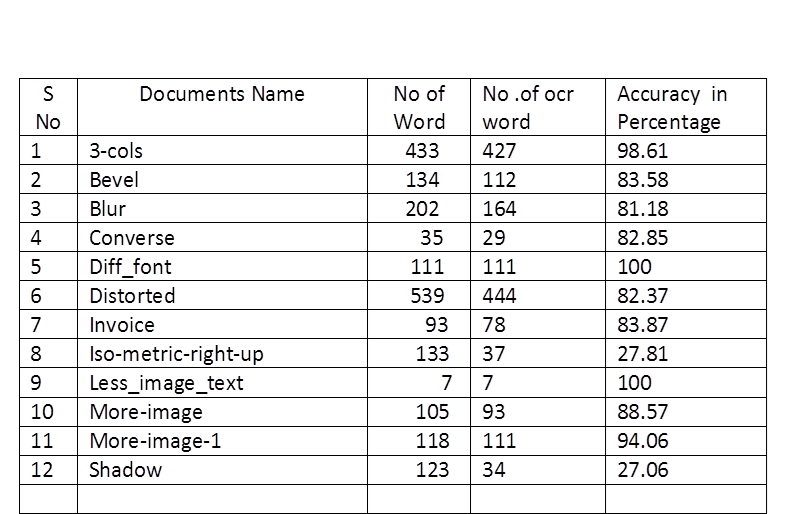 S No Documents Name No of Word No .of ocr word Accuracy in Percentage
1 3-cols 433 427 98.61
2 Bevel 134 112 83.58
3 Blur 202 164 81.18
4 Converse 35 29 82.85
5 Diff_font 111 111 100
6 Distorted 539 444 82.37
7 Invoice 93 78 83.87
8 Iso-metric-right-up 133 37 27.81
9 Less_image_text 7 7 100
10 More-image 105 93 88.57
11 More-image-1 118 111 94.06
12 Shadow 123 34 27.06